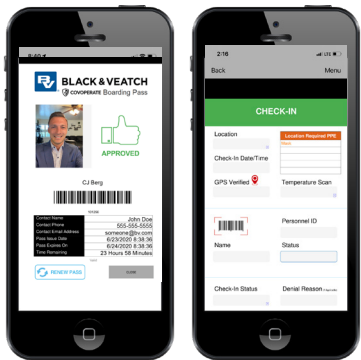 8:40
BV
BLACK & VEATCH
COVOPERATE Boarding Pass
APPROVED
CJ Berg
Contact Name John Doe
Contact Phone 555-555-5555
Contact Email Address someone@bv.com
Pass Issue Date 6/23/2020 8:38:36
Pass Expires On 6/24/2020 8:38:36
Time Remaining 23 Hours 58 Minutes
RENEW PASS
CLOSE
2:16 LTE
Back Menu
CHECK-IN
Location Location Required PPE
Check-In Date/Time
GPS Verified Temperature Scan
Personnel ID
Name Status
Check-In Status Denial Reason